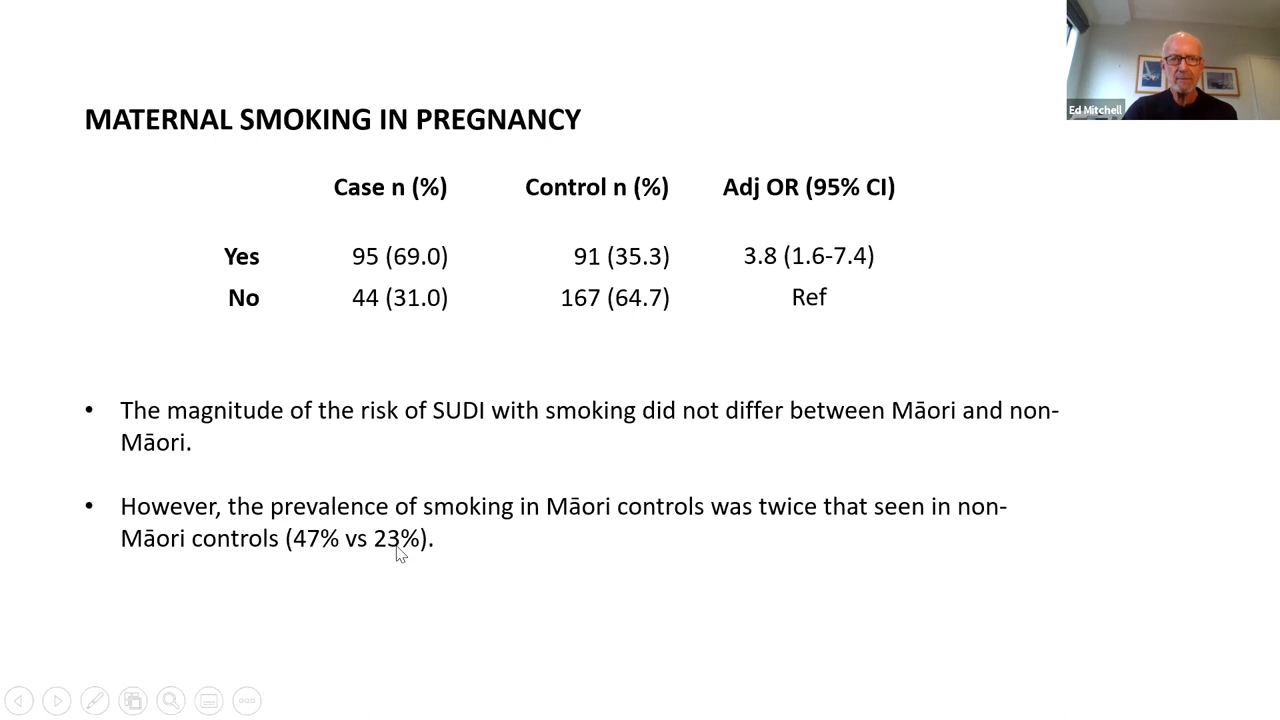 Ed Mitchell
MATERNAL SMOKING IN PREGNANCY
Case n (%) Control n (%) Adj OR (95% CI)
Yes 95 (69.0) 91 (35.3) 3.8 (1.6-7.4)
No 44 (31.0) 167 (64.7) Ref
• The magnitude of the risk of SUDI with smoking did not differ between Māori and non-
Māori.
• However, the prevalence of smoking in Māori controls was twice that seen in non-
Māori controls (47% vs 23%).